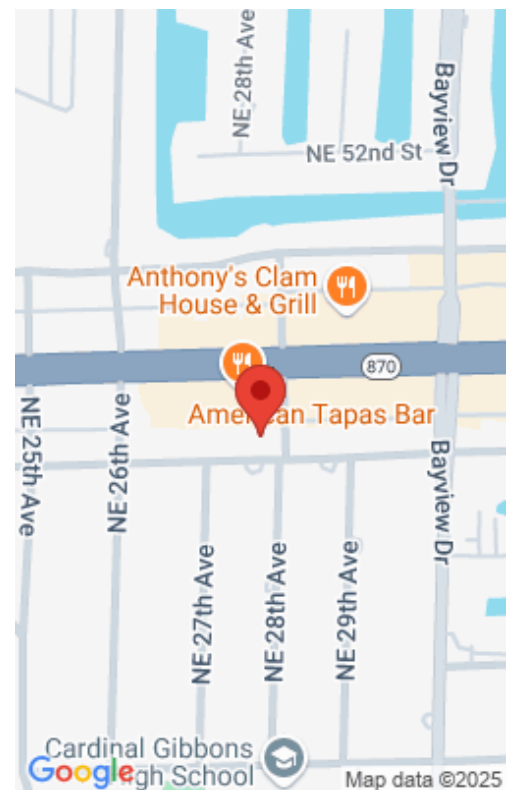 NE 28th Ave
Bayview Dr
NE 52nd St
Anthony's Clam
House & Grill
870
American Tapas Bar
NE 25th Ave
NE 26th Ave
Bayview Dr
NE 27th Ave
NE 28th Ave
NE 29th Ave
Cardinal Gibbons
High School
Google
Map data ©2025